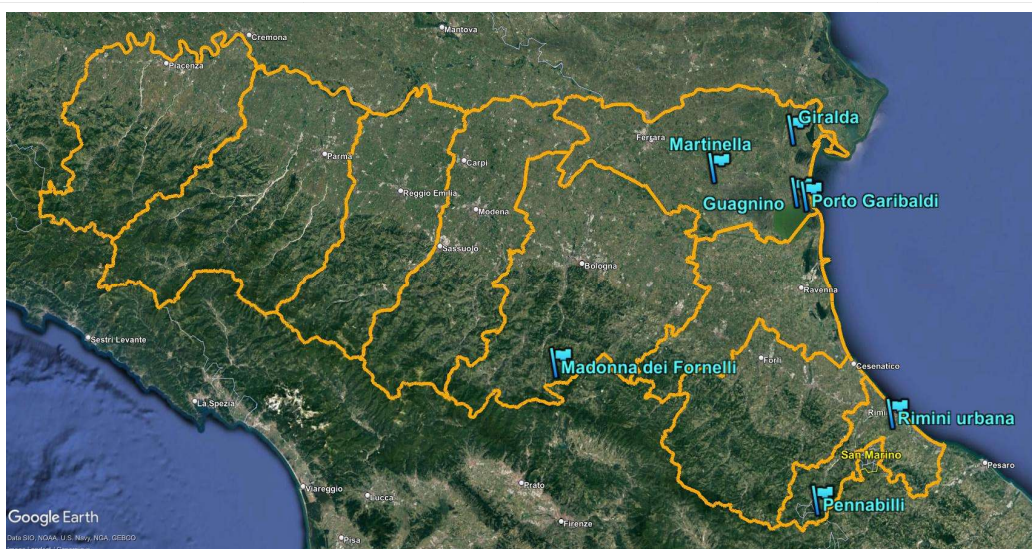 Cremona
Mantova
Piacenza
Giralda
Ferrara
Martinella
Parma
Carpi
Reggio Emilia
Guagnino
Porto Garibaldi
Modena
Sassuolo
Bologna
Ravenna
Sestri Levante
Forlì
Madonna dei Fornelli
Cesenatico
La Spezia
Rimi
Rimini urbana
San Marino
Pesaro
Viareggio
Lucca
Prato
Pennabilli
Google Earth
Firenze
Data SIO, NOAA, U.S. Navy, NGA, GEBCO
Pisa